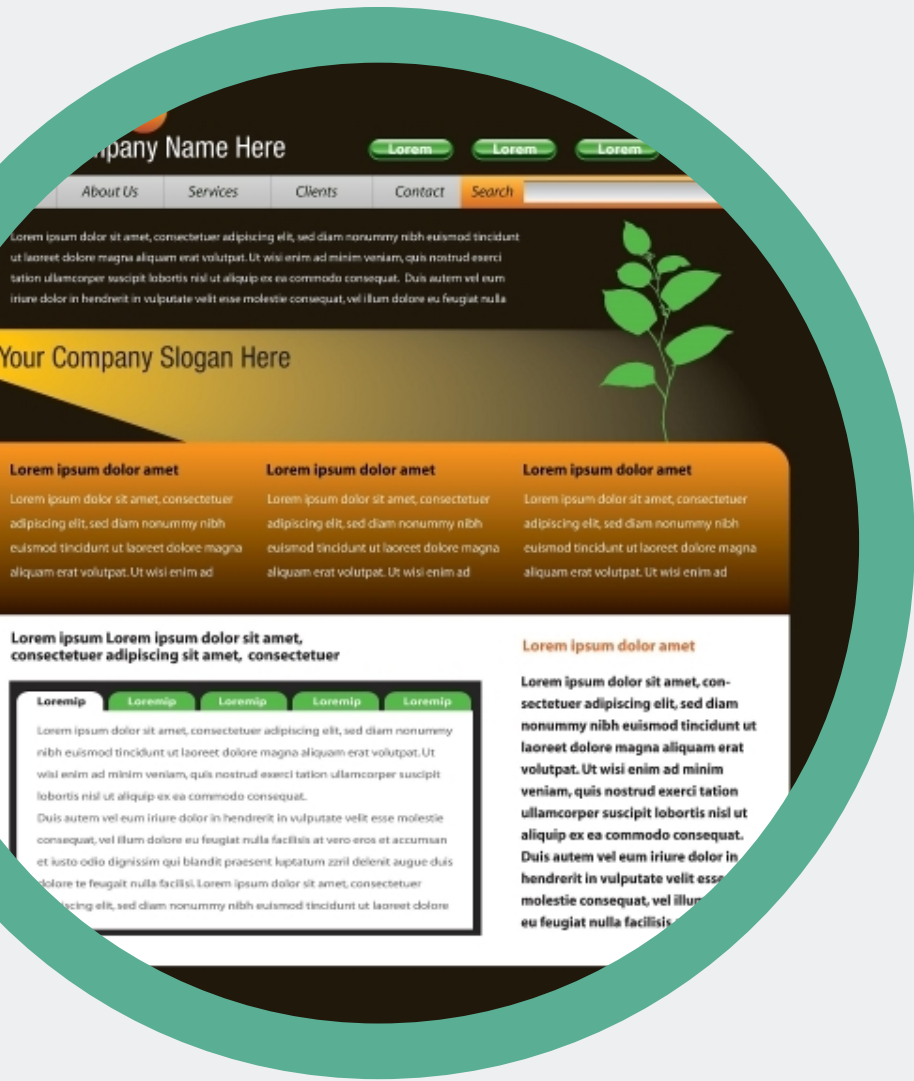 mpany Name Here
Lorem Lorem Lorem
About Us Services Clients Contact Search
Lorem ipsum dolor sit amet, consectetuer adipiscing elit, sed diam nonummy nibh euismod tincidunt
ut laoreet dolore magna aliquam erat volutpat. Ut wisi enim ad minim veniam, quis nostrud exerci
tation ullamcorper suscipit lobortis nisl ut aliquip ex ea commodo consequat. Duis autem vel eum
iriure dolor in hendrerit in vulputate velit esse molestie consequat, vel illum dolore eu feugiat nulla
Your Company Slogan Here
Lorem ipsum dolor amet
Lorem ipsum dolor sit amet, consectetuer
adipiscing elit, sed diam nonummy nibh
euismod tincidunt ut laoreet dolore magna
aliquam erat volutpat. Ut wisi enim ad
Lorem ipsum dolor amet
Lorem ipsum dolor sit amet, consectetuer
adipiscing elit, sed diam nonummy nibh
euismod tincidunt ut laoreet dolore magna
aliquam erat volutpat. Ut wisi enim ad
Lorem ipsum dolor amet
Lorem ipsum dolor sit amet, consectetuer
adipiscing elit, sed diam nonummy nibh
euismod tincidunt ut laoreet dolore magna
aliquam erat volutpat. Ut wisi enim ad
Lorem ipsum Lorem ipsum dolor sit amet,
consectetuer adipiscing sit amet, consectetuer
Loremip Loremip Loremip Loremip Loremip
Lorem ipsum dolor sit amet, consectetuer adipiscing elit, sed diam nonummy
nibh euismod tincidunt ut laoreet dolore magna aliquam erat volutpat. Ut
wisi enim ad minim veniam, quis nostrud exerci tation ullamcorper suscipit
lobortis nisl ut aliquip ex ea commodo consequat.
Duis autem vel eum iriure dolor in hendrerit in vulputate velit esse molestie
consequat, vel illum dolore eu feugiat nulla facilisis at vero eros et accumsan
et iusto odio dignissim qui blandit praesent luptatum zzril delenit augue duis
dolore te feugait nulla facilisi. Lorem ipsum dolor sit amet, consectetuer
iscing elit, sed diam nonummy nibh euismod tincidunt ut laoreet dolore
Lorem ipsum dolor amet
Lorem ipsum dolor sit amet, con-
sectetuer adipiscing elit, sed diam
nonummy nibh euismod tincidunt ut
laoreet dolore magna aliquam erat
volutpat. Ut wisi enim ad minim
veniam, quis nostrud exerci tation
ullamcorper suscipit lobortis nisl ut
aliquip ex ea commodo consequat.
Duis autem vel eum iriure dolor in
hendrerit in vulputate velit esse
molestie consequat, vel illum
eu feugiat nulla facilisis